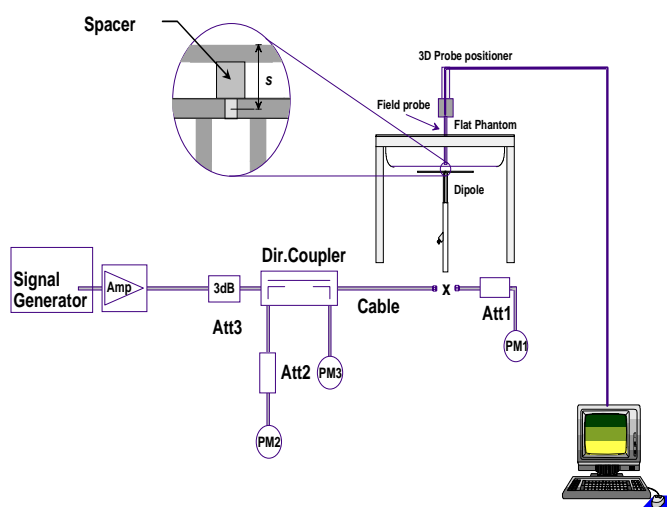 Spacer
s
3D Probe positioner
Field probe
Flat Phantom
Dipole
Signal
Generator
Amp
3dB
Dir.Coupler
Cable
x
Att1
PM1
Att3
Att2
PM3
PM2